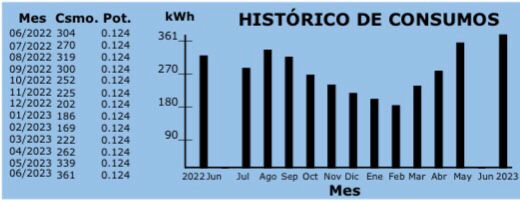 Mes Csmo. Pot.
06/2022 304 0.124
07/2022 270 0.124
08/2022 319 0.124
09/2022 300 0.124
10/2022 252 0.124
11/2022 225 0.124
12/2022 202 0.124
01/2023 186 0.124
02/2023 169 0.124
03/2023 222 0.124
04/2023 262 0.124
05/2023 339 0.124
06/2023 361 0.124
kWh
HISTÓRICO DE CONSUMOS
361
270
180
90
2022 Jun Jul Ago Sep Oct Nov Dic Ene Feb Mar Abr May Jun 2023
Mes